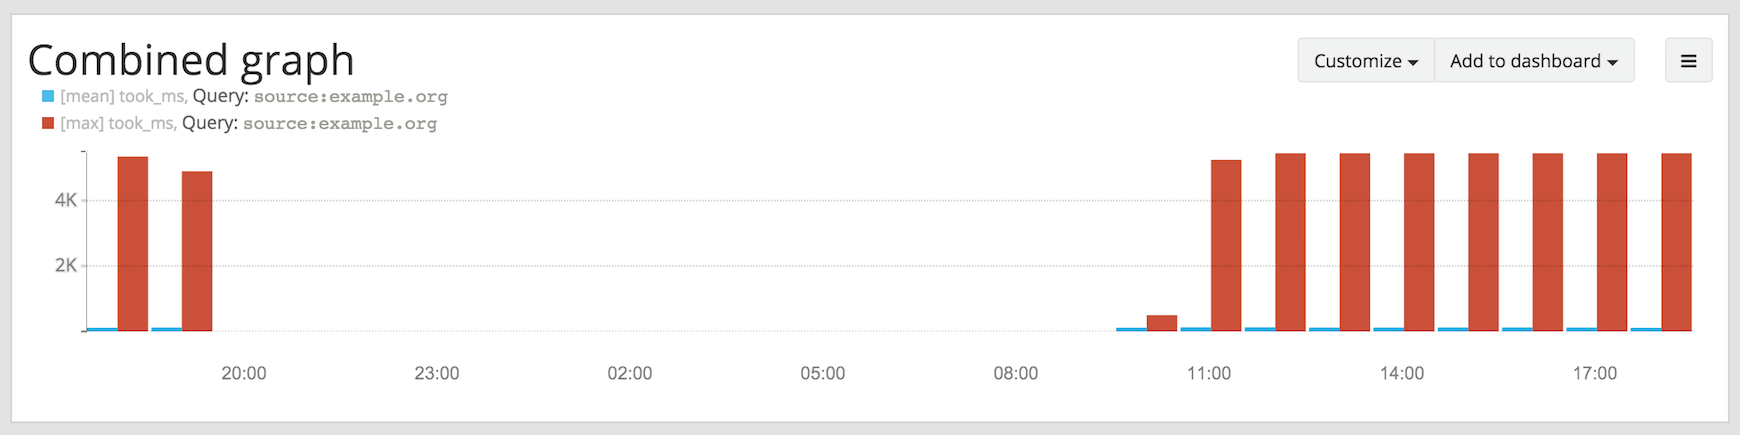 Combined graph
Customize
Add to dashboard
[mean] took_ms, Query: source:example.org
[max] took_ms, Query: source:example.org
4K
2K
20:00 23:00 02:00 05:00 08:00 11:00 14:00 17:00